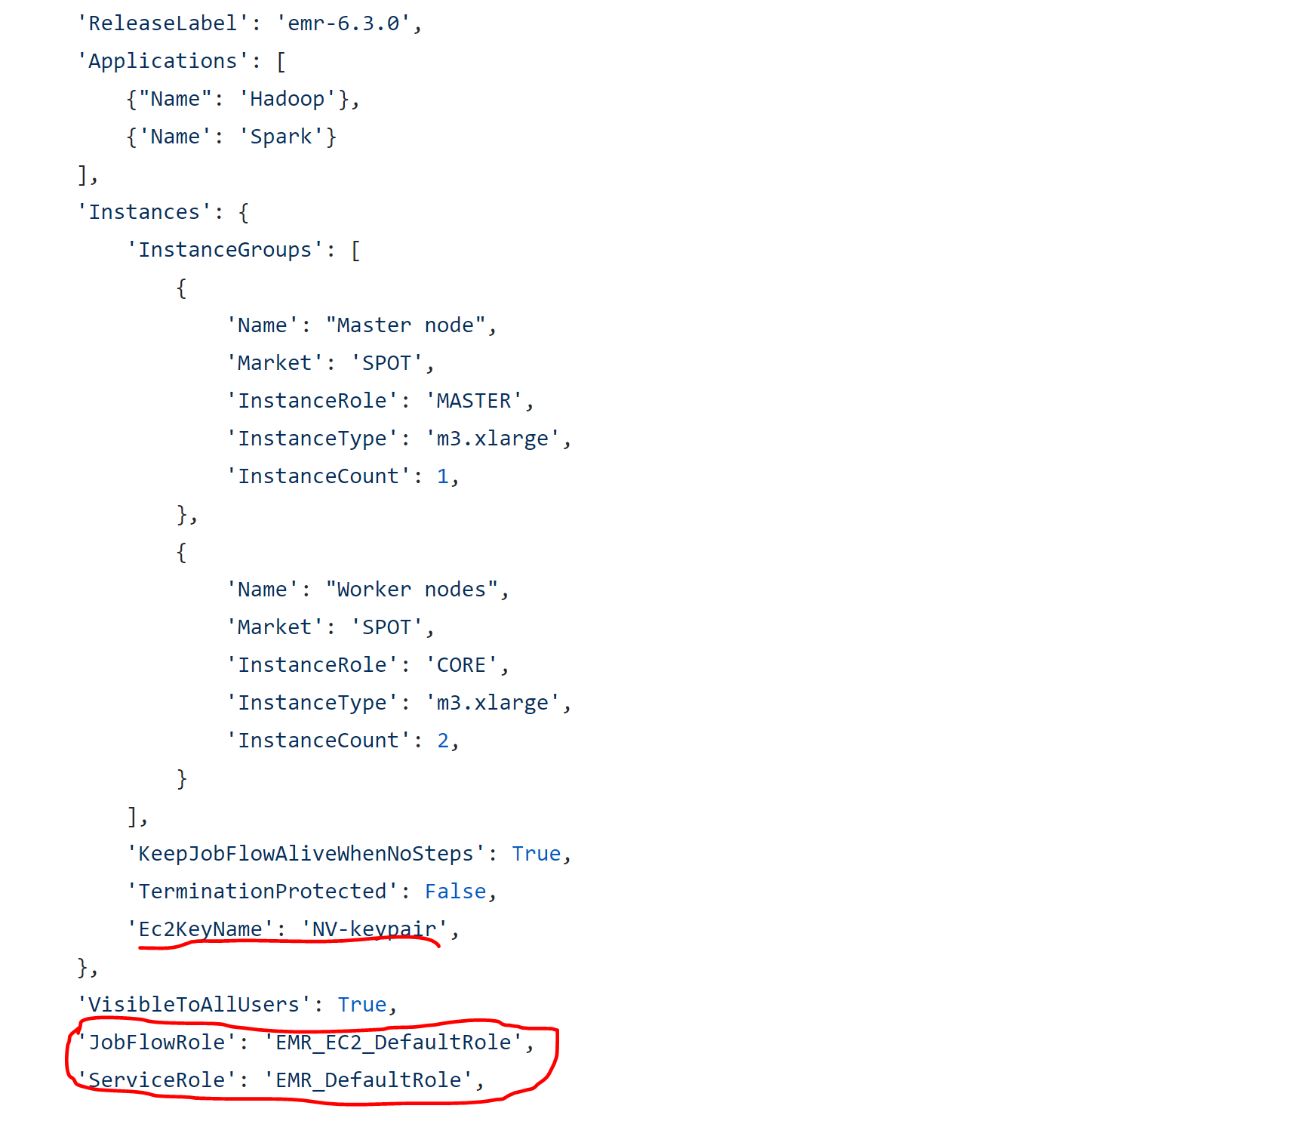 'ReleaseLabel': 'emr-6.3.0',
'Applications': [
{"Name": 'Hadoop'},
{'Name': 'Spark'}
],
'Instances': {
'InstanceGroups': [
{
'Name': "Master node",
'Market': 'SPOT',
'InstanceRole': 'MASTER',
'InstanceType': 'm3.xlarge',
'InstanceCount': 1,
},
{
'Name': "Worker nodes",
'Market': 'SPOT',
'InstanceRole': 'CORE',
'InstanceType': 'm3.xlarge',
'InstanceCount': 2,
}
],
'KeepJobFlowAliveWhenNoSteps': True,
'TerminationProtected': False,
'Ec2KeyName': 'NV-keypair',
},
'VisibleToAllUsers': True,
'JobFlowRole': 'EMR_EC2_DefaultRole',
'ServiceRole': 'EMR_DefaultRole',